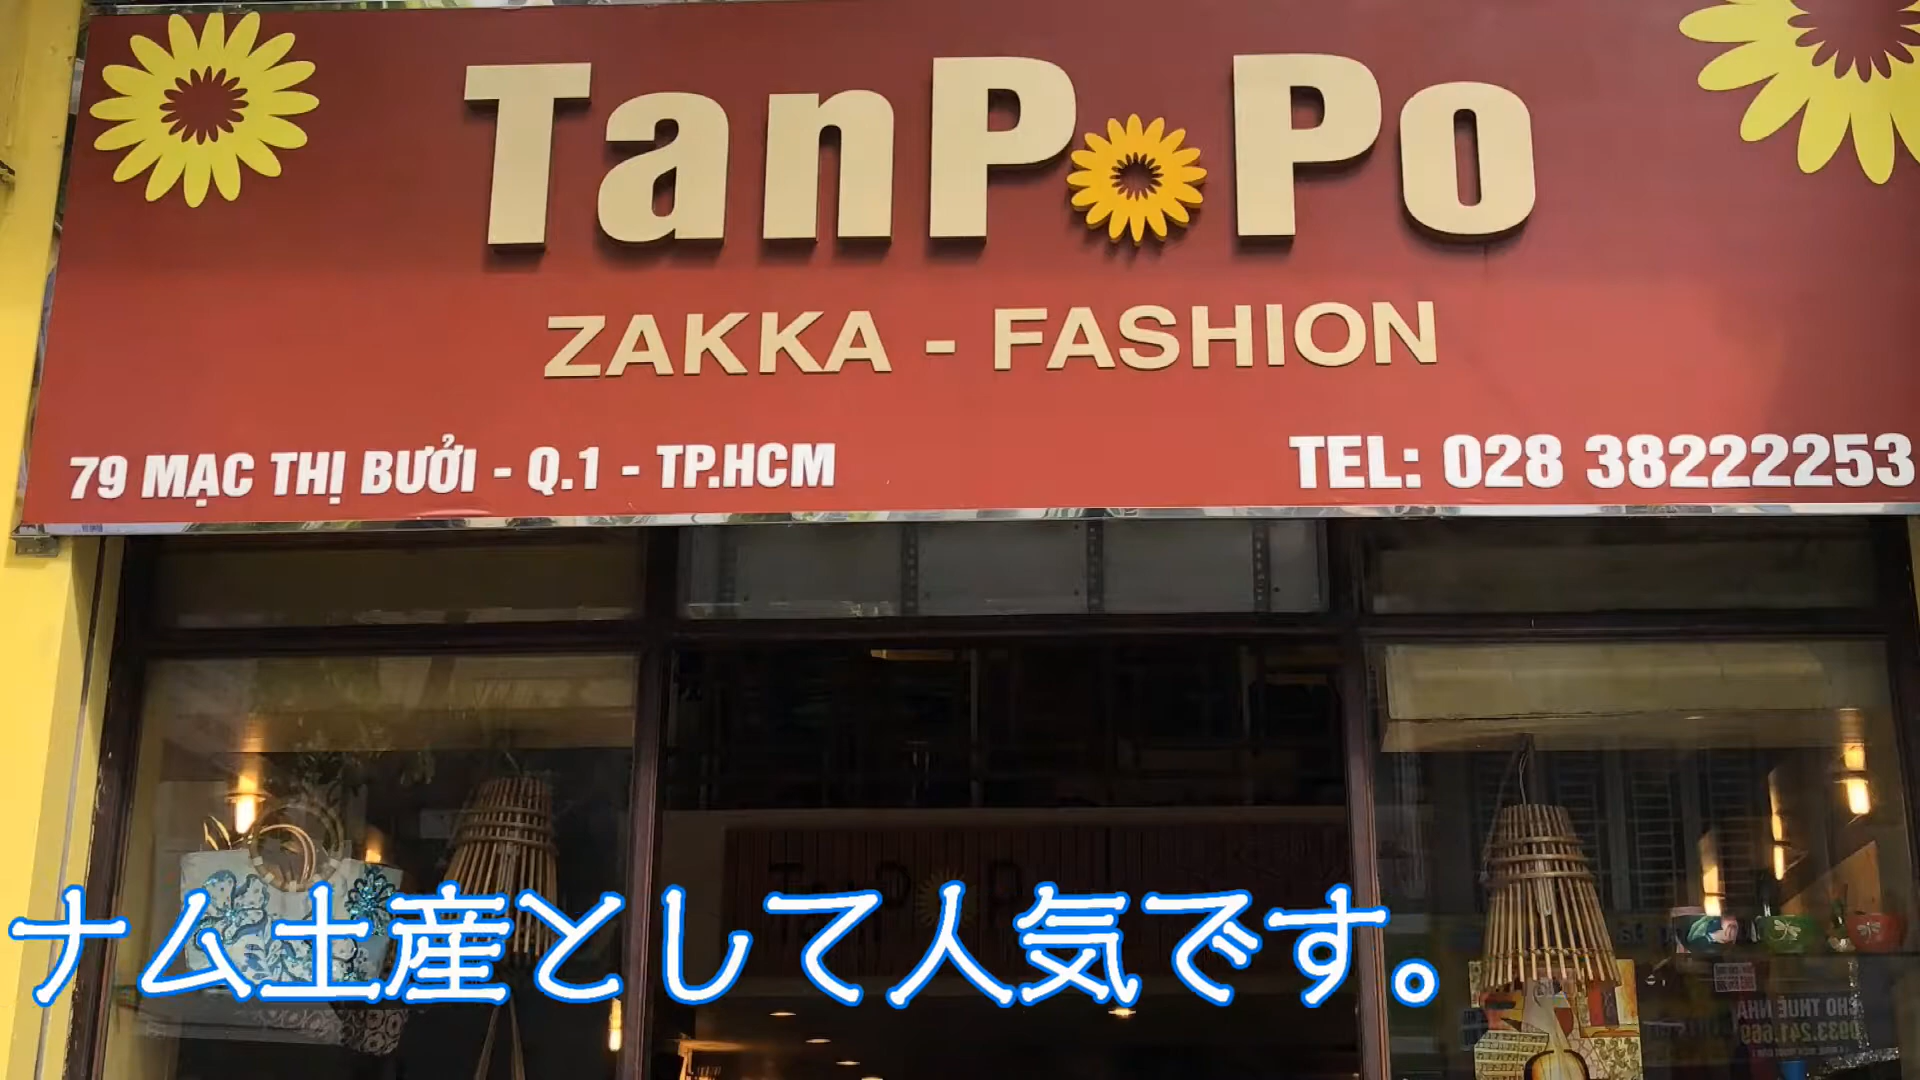 TanPoPo
ZAKKA - FASHION
79 MẠC THỊ BƯỞI - Q.1 - TP.HCM
TEL: 028 38222253
ナム土産として人気です。